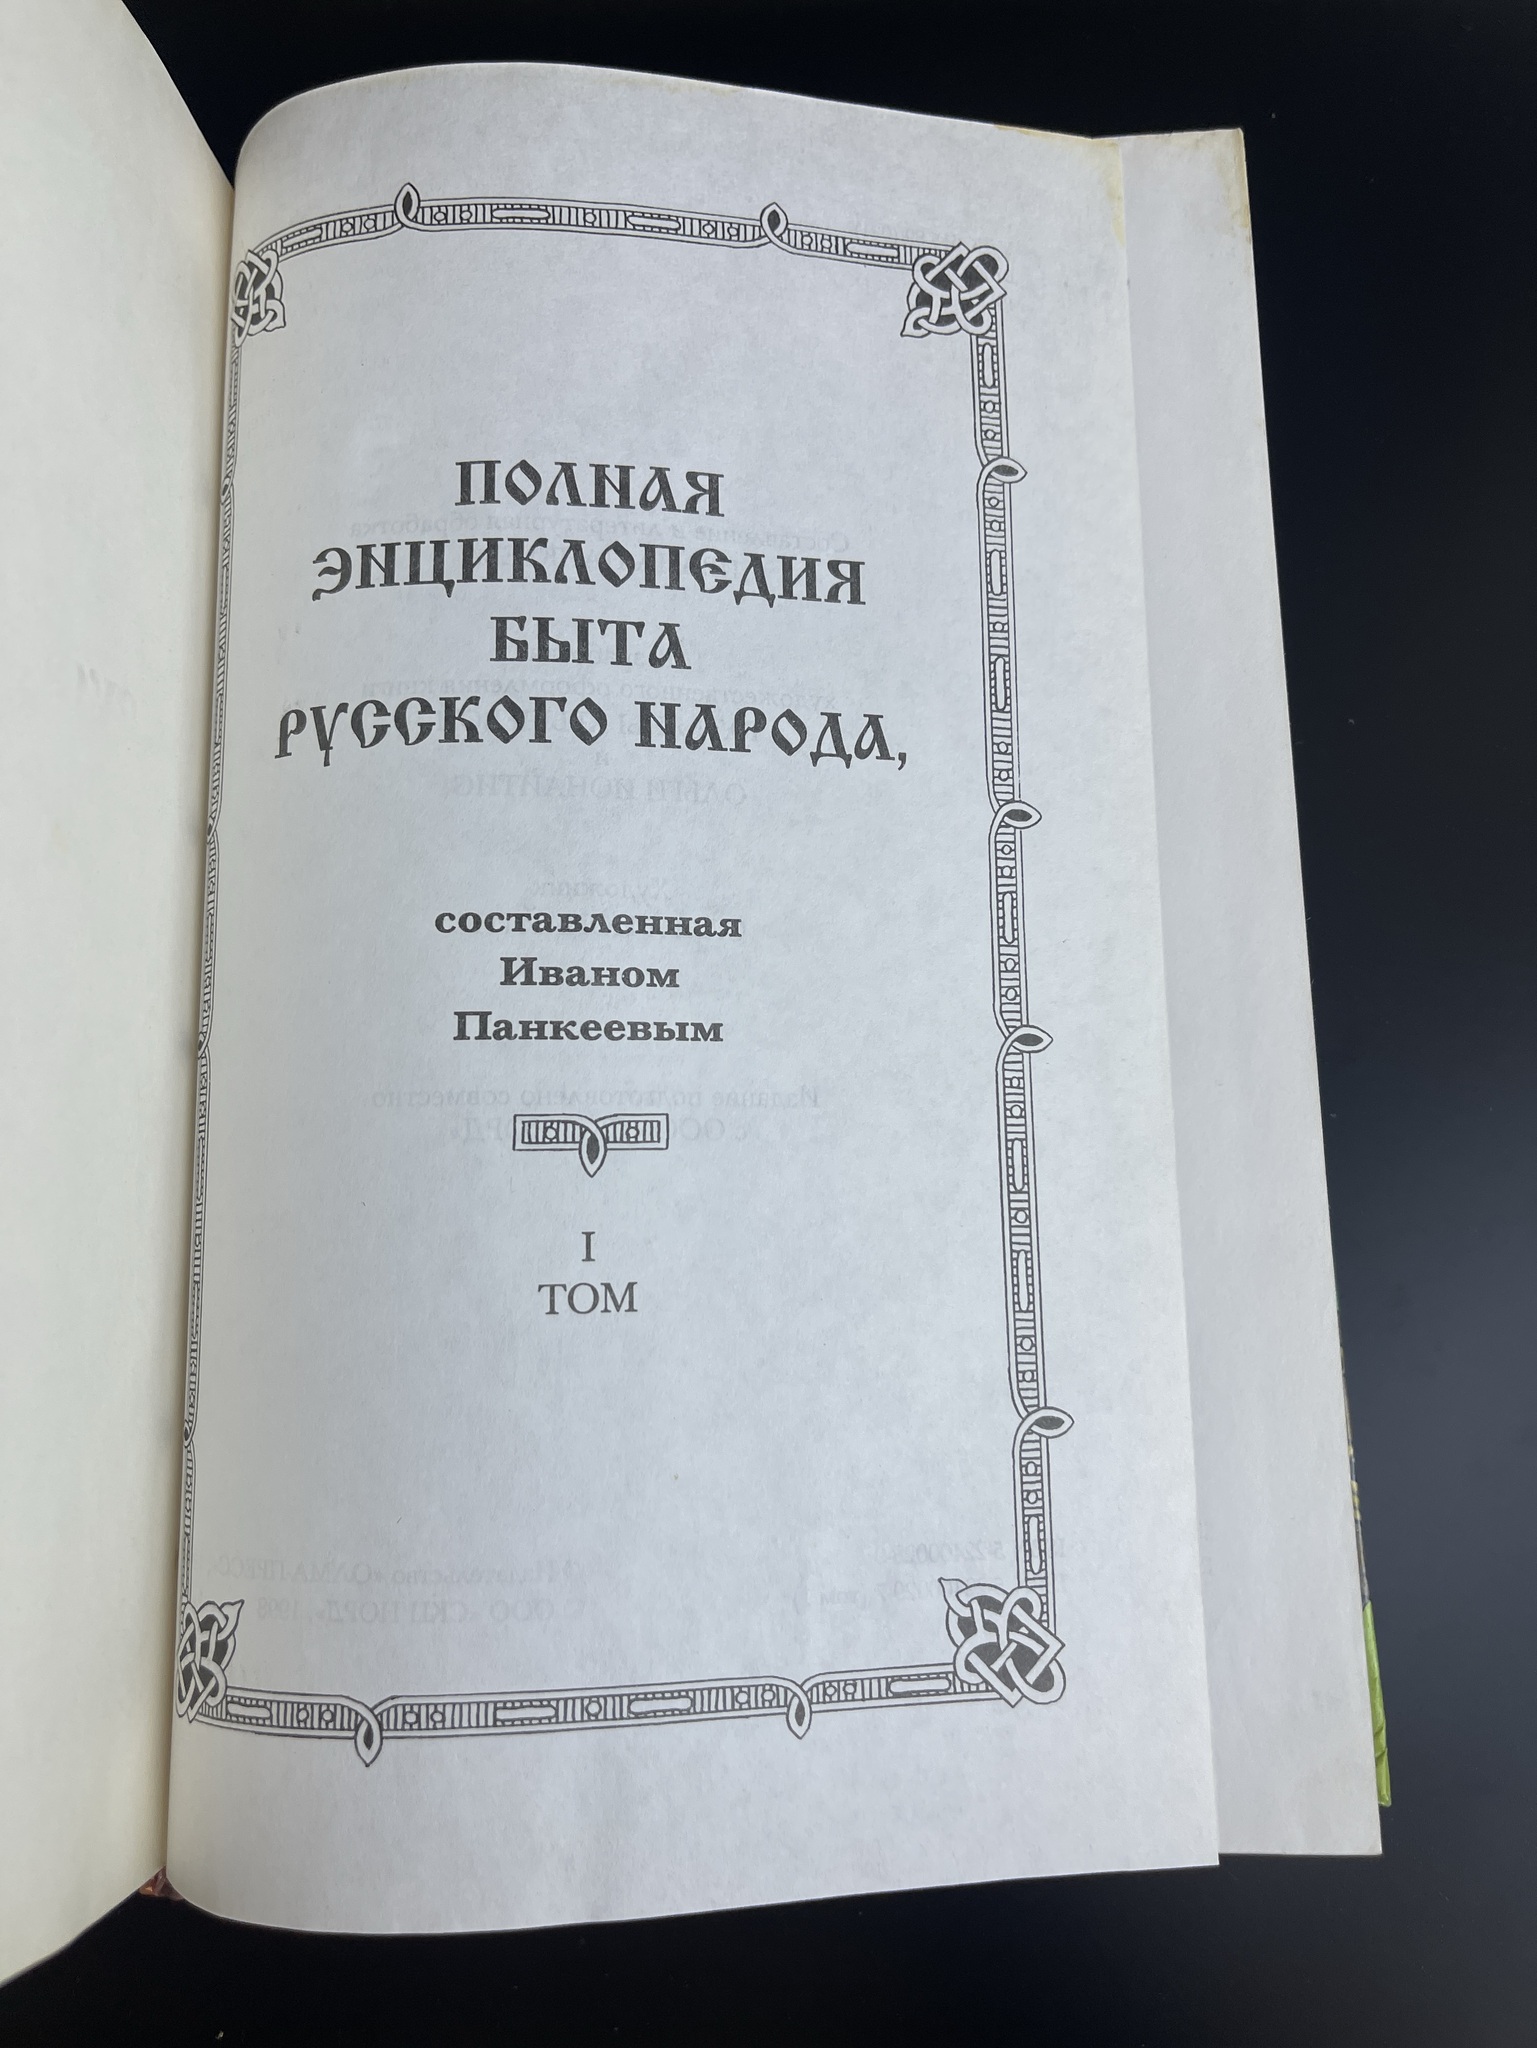 ПОЛНАЯ
ЭНЦИКЛОПЕДИЯ
БЫТА
РУССКОГО НАРОДА,
составленная
Иваном
Панкеевым
I
ТОМ